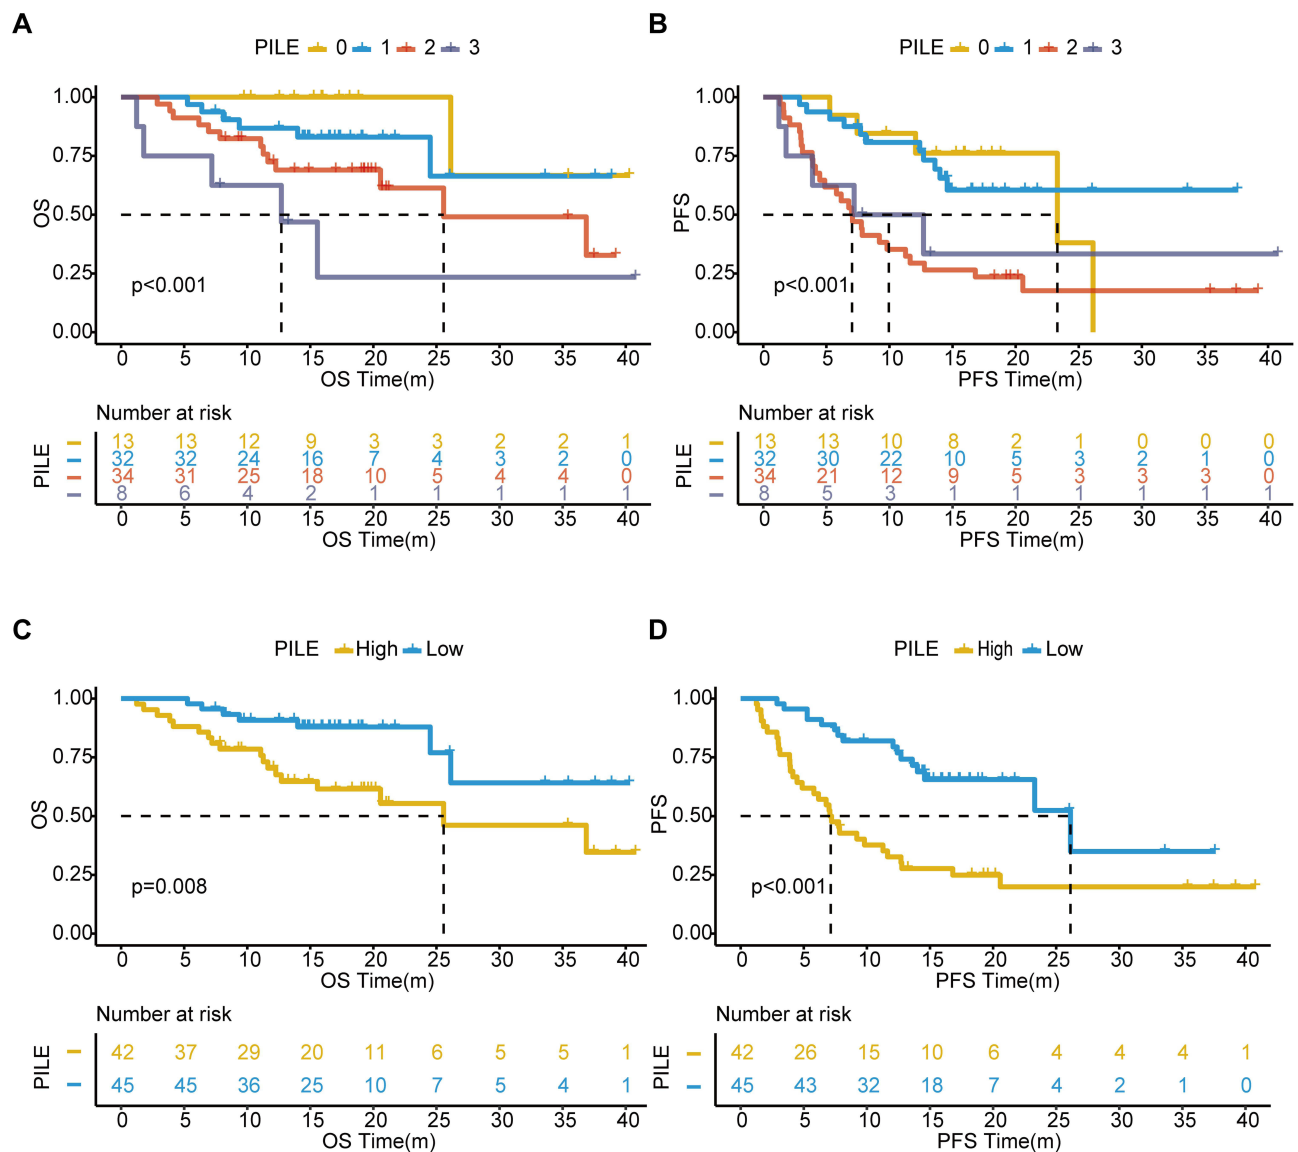 A
PILE 0 1 2 3
1.00
0.75
0.50
0.25
0.00
OS
p<0.001
0 5 10 15 20 25 30 35 40
OS Time(m)
Number at risk
PILE
13 13 12 9 3 3 2 2 1
32 32 24 16 7 4 3 2 0
34 31 25 18 10 5 4 4 0
8 6 4 2 1 1 1 1 1
0 5 10 15 20 25 30 35 40
OS Time(m)
B
PILE 0 1 2 3
1.00
0.75
0.50
0.25
0.00
PFS
p<0.001
0 5 10 15 20 25 30 35 40
PFS Time(m)
Number at risk
PILE
13 13 10 8 2 1 0 0 0
32 30 22 10 5 3 2 1 0
34 21 12 9 5 3 3 3 0
8 5 3 1 1 1 1 1 1
0 5 10 15 20 25 30 35 40
PFS Time(m)
C
PILE High Low
1.00
0.75
0.50
0.25
0.00
OS
p=0.008
0 5 10 15 20 25 30 35 40
OS Time(m)
Number at risk
PILE
42 37 29 20 11 6 5 5 1
45 45 36 25 10 7 5 4 1
0 5 10 15 20 25 30 35 40
OS Time(m)
D
PILE High Low
1.00
0.75
0.50
0.25
0.00
PFS
p<0.001
0 5 10 15 20 25 30 35 40
PFS Time(m)
Number at risk
PILE
42 26 15 10 6 4 4 4 1
45 43 32 18 7 4 2 1 0
0 5 10 15 20 25 30 35 40
PFS Time(m)